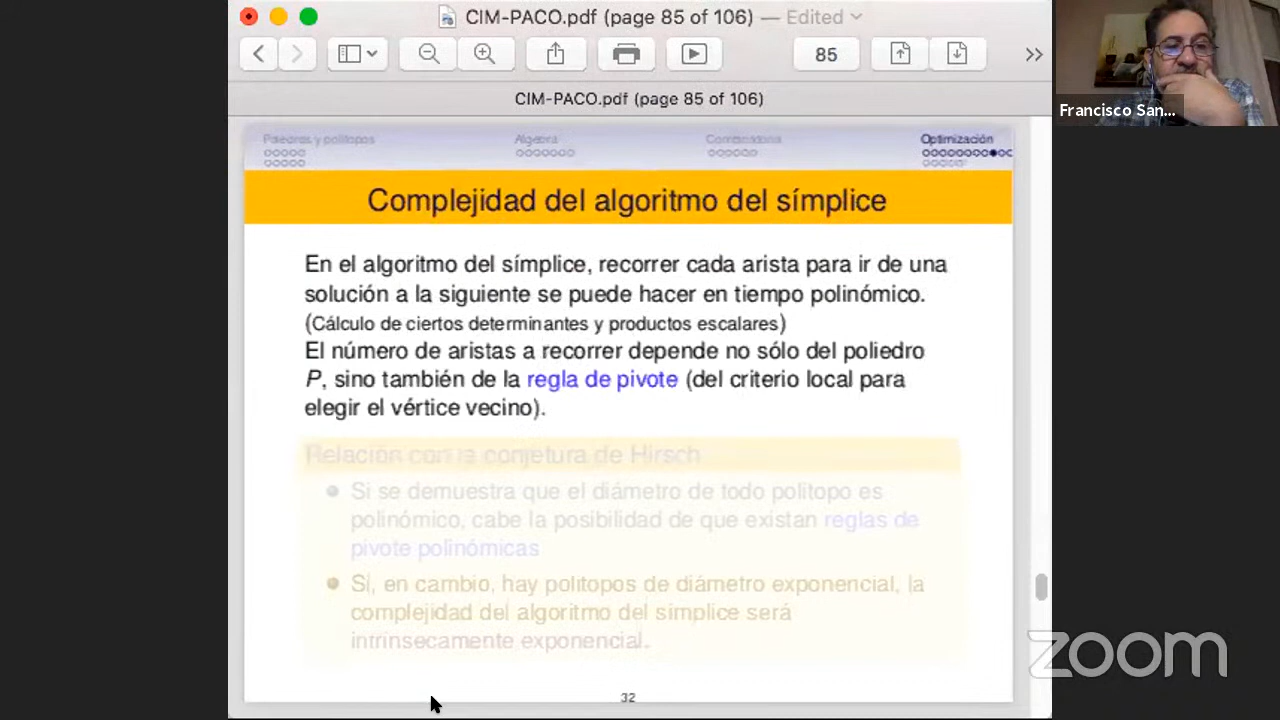 CIM-PACO.pdf (page 85 of 106) — Edited
85
CIM-PACO.pdf (page 85 of 106)
Francisco San...
Poliedros y politopos Algebra Combinatoria Optimización
Complejidad del algoritmo del símplice
En el algoritmo del símplice, recorrer cada arista para ir de una
solución a la siguiente se puede hacer en tiempo polinómico.
(Cálculo de ciertos determinantes y productos escalares)
El número de aristas a recorrer depende no sólo del poliedro
P, sino también de la regla de pivote (del criterio local para
elegir el vértice vecino).
Relación con la conjetura de Hirsch
Si se demuestra que el diámetro de todo politopo es
polinómico, cabe la posibilidad de que existan reglas de
pivote polinómicas
Sí, en cambio, hay politopos de diámetro exponencial, la
complejidad del algoritmo del símplice será
intrínsecamente exponencial.
32
zoom